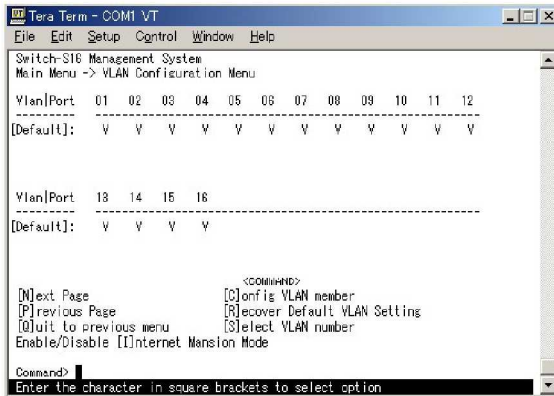 Tera Term - COM1 VT
File Edit Setup Control Window Help
Switch-S16 Management System
Main Menu -> VLAN Configuration Menu
Vlan|Port 01 02 03 04 05 06 07 08 09 10 11 12
[Default]: V V V V V V V V V V V V
Vlan|Port 13 14 15 16
[Default]: V V V V
<COMMAND>
[N]ext Page [C]onfig VLAN member
[P]revious Page [R]ecover Default VLAN Setting
[Q]uit to previous menu [S]elect VLAN number
Enable/Disable [I]nternet Mansion Mode
Command>
Enter the character in square brackets to select option